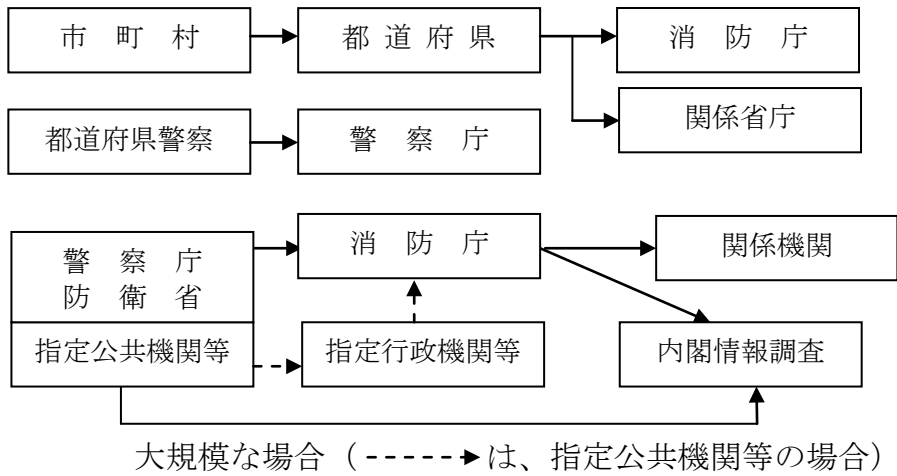 市町村
都道府県
消防庁
関係省庁
都道府県警察
警察庁
警察庁
防衛省
指定公共機関等
消防庁
関係機関
指定行政機関等
内閣情報調査
大規模な場合（は、指定公共機関等の場合）